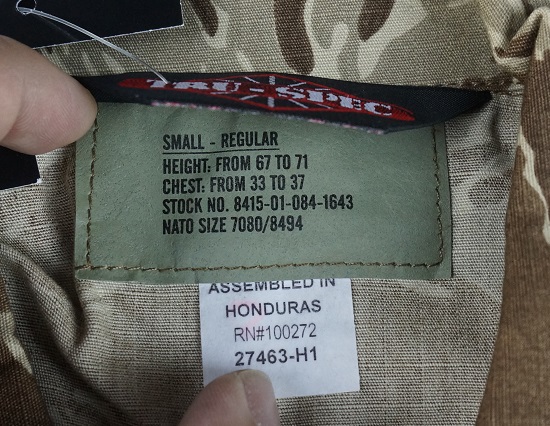 TRU-SPEC
SMALL - REGULAR
HEIGHT: FROM 67 TO 71
CHEST: FROM 33 TO 37
STOCK NO. 8415-01-084-1643
NATO SIZE 7080/8494
ASSEMBLED IN
HONDURAS
RN#100272
27463-H1